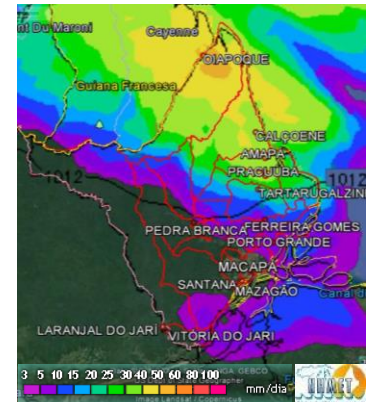 nt Du Maroni
Cayenne
OIAPOQUE
Guiana Francesa
CALÇOENE
AMAPÁ
PRACUUBA
1012
1012
TARTARUGALZIN
PEDRA BRANCA
FERREIRA GOMES
PORTO GRANDE
MACAPÁ
SANTANA
MAZAGÃO
Canal d
LARANJAL DO JARI
VITÓRIA DO JARI
3 5 10 15 20 25 30 40 50 60 80 100
mm/dia